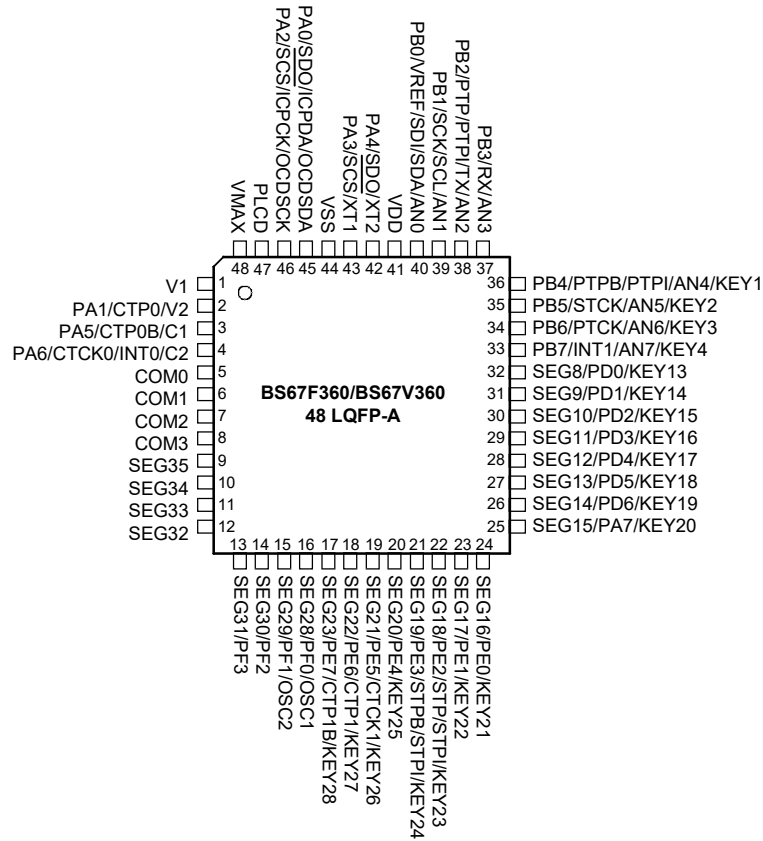 PA2/SCS/ICPCK/OCDSCK
PA0/SDO/ICPDA/OCDSDA
PA3/SCS/XT1
PA4/SDO/XT2
PB0/VREF/SDI/SDA/AN0
PB1/SCK/SCL/AN1
PB2/PTP/PTPI/TX/AN2
PB3/RX/AN3
VMAX
PLCD
VSS
VDD
48 47 46 45 44 43 42 41 40 39 38 37
V1 1
PA1/CTP0/V2 2
PA5/CTP0B/C1 3
PA6/CTCK0/INT0/C2 4
COM0 5
COM1 6
COM2 7
COM3 8
SEG35 9
SEG34 10
SEG33 11
SEG32 12
BS67F360/BS67V360
48 LQFP-A
36 PB4/PTPB/PTPI/AN4/KEY1
35 PB5/STCK/AN5/KEY2
34 PB6/PTCK/AN6/KEY3
33 PB7/INT1/AN7/KEY4
32 SEG8/PD0/KEY13
31 SEG9/PD1/KEY14
30 SEG10/PD2/KEY15
29 SEG11/PD3/KEY16
28 SEG12/PD4/KEY17
27 SEG13/PD5/KEY18
26 SEG14/PD6/KEY19
25 SEG15/PA7/KEY20
13 14 15 16 17 18 19 20 21 22 23 24
SEG31/PF3
SEG30/PF2
SEG29/PF1/OSC2
SEG28/PF0/OSC1
SEG23/PE7/CTP1B/KEY28
SEG22/PE6/CTP1/KEY27
SEG21/PE5/CTCK1/KEY26
SEG20/PE4/KEY25
SEG19/PE3/STPB/STPI/KEY24
SEG18/PE2/STP/STPI/KEY23
SEG17/PE1/KEY22
SEG16/PE0/KEY21